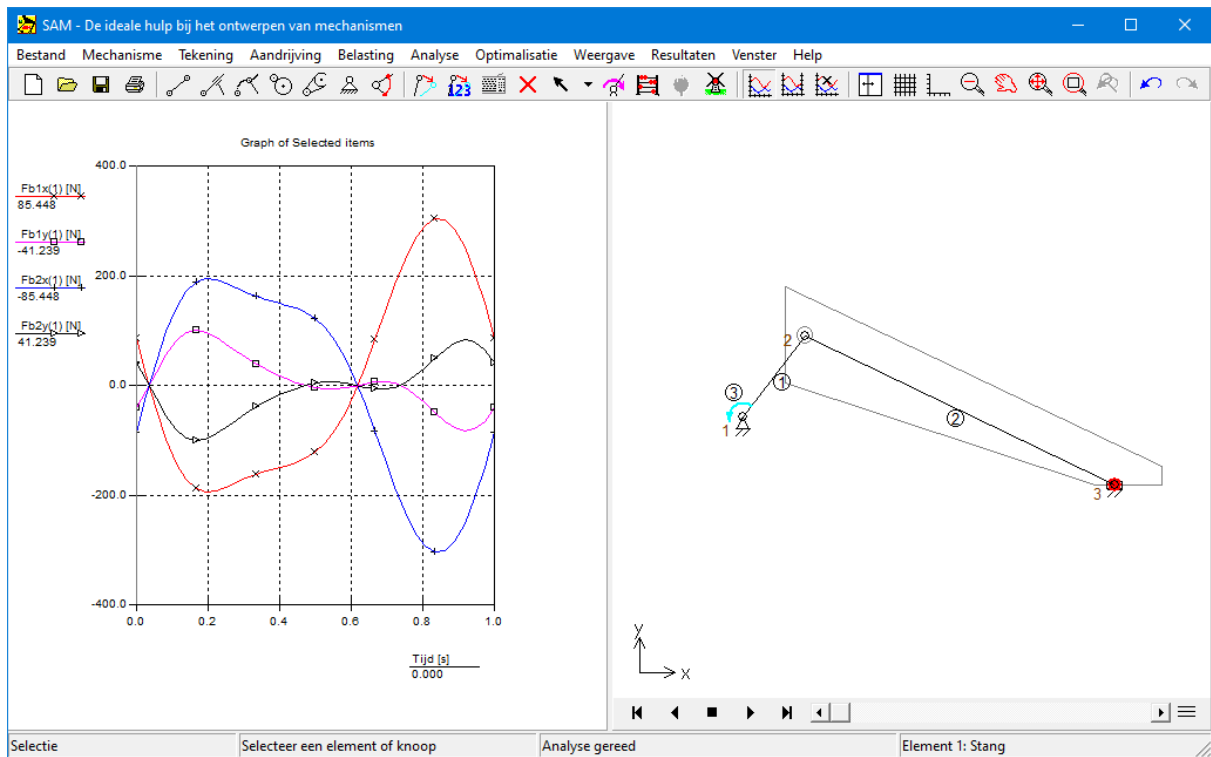 SAM - De ideale hulp bij het ontwerpen van mechanismen
Bestand Mechanisme Tekening Aandrijving Belasting Analyse Optimalisatie Weergave Resultaten Venster Help
123
Graph of Selected items
400.0
200.0
0.0
-200.0
-400.0
Fb1x(1) [N]
85.448
Fb1y(1) [N]
-41.239
Fb2x(1) [N]
-85.448
Fb2y(1) [N]
41.239
0.0 0.2 0.4 0.6 0.8 1.0
Tijd [s]
0.000
2
1
3
1
2
3
y
x
Selectie
Selecteer een element of knoop
Analyse gereed
Element 1: Stang